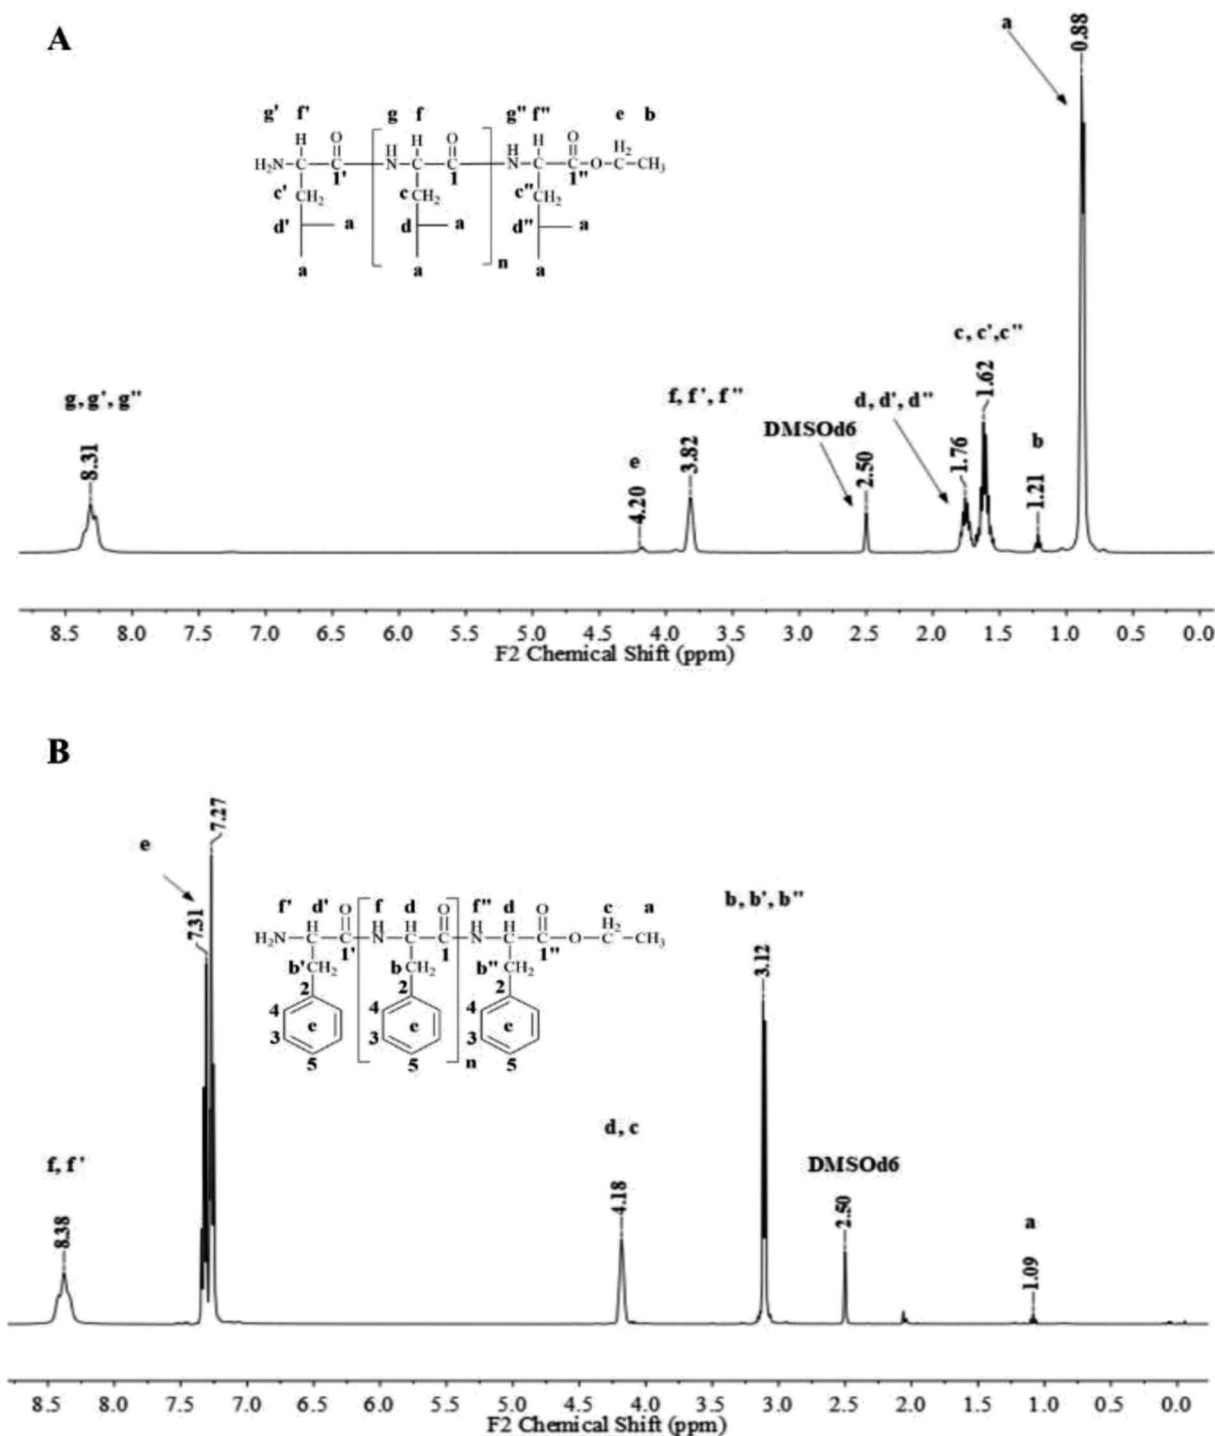 A
a
0.88
g' f' g f g" f" e b
H O H H O H H O H₂
H₂N C N C N C O C CH₃
1' 1 1"
c' CH₂ c CH₂ c" CH₂
d' a d a d" a
a a n a
c, c',c"
1.62
g, g', g"
f, f', f"
d, d', d"
DMSOd6
b
8.31
e
4.20
3.82
2.50
1.76
1.21
8.5 8.0 7.5 7.0 6.5 6.0 5.5 5.0 4.5 4.0 3.5 3.0 2.5 2.0 1.5 1.0 0.5 0.0
F2 Chemical Shift (ppm)
B
7.27
e
7.31
f' d' f d f" d c a
H O H H O H H O H₂
H₂N C N C N C O C CH₃
1' 1 1"
b' CH₂ b CH₂ b" CH₂
2 2 2
4 4 4
e e e
3 3 3
5 5 n 5
b, b', b"
3.12
d, c
f, f'
DMSOd6
8.38
4.18
2.50
a
1.09
8.5 8.0 7.5 7.0 6.5 6.0 5.5 5.0 4.5 4.0 3.5 3.0 2.5 2.0 1.5 1.0 0.5 0.0
F2 Chemical Shift (ppm)